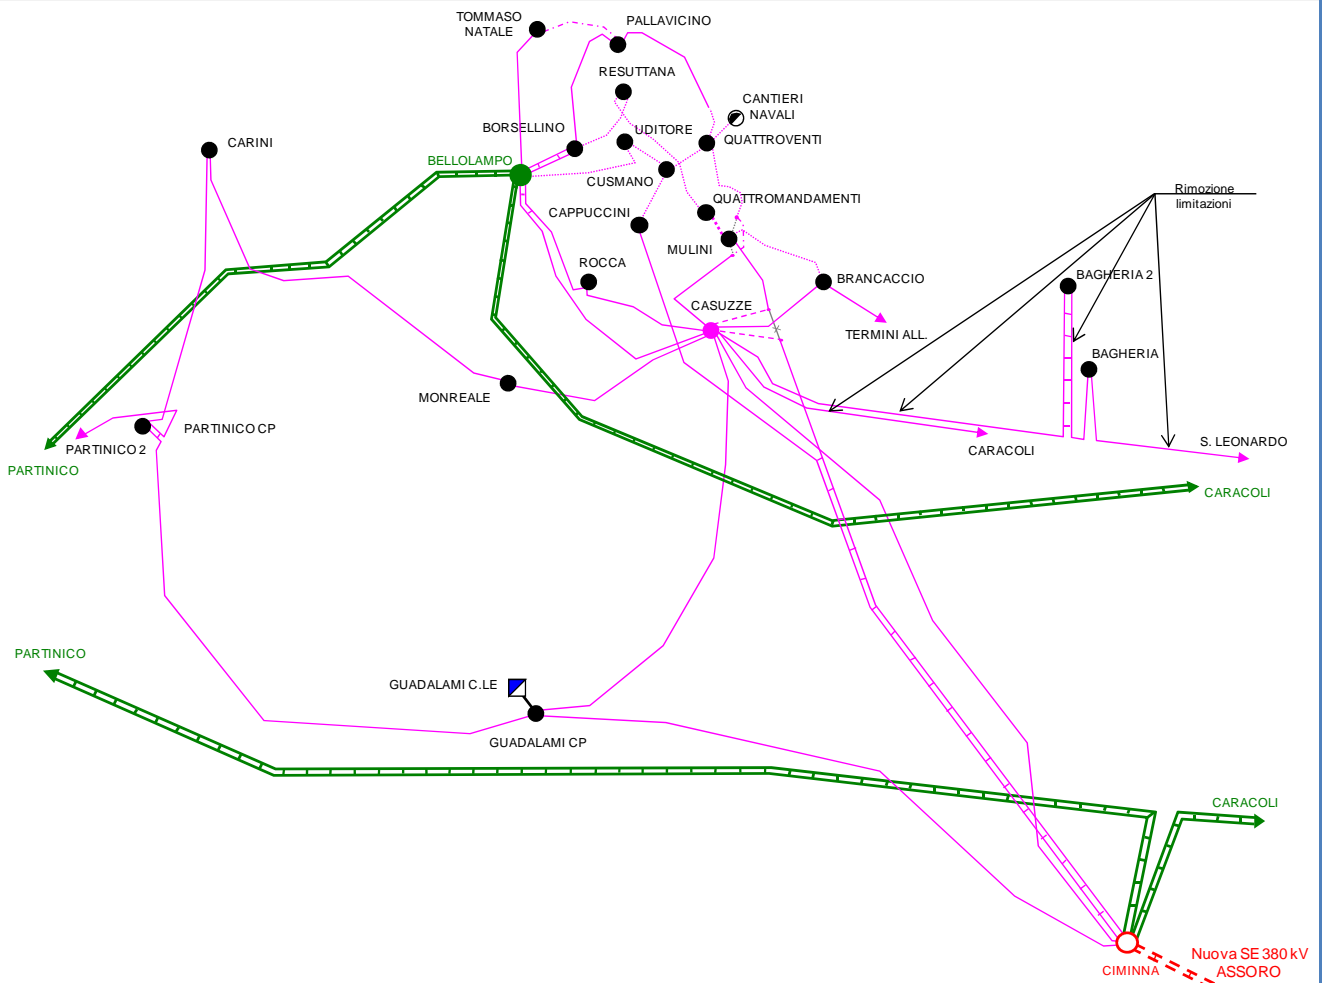 TOMMASO
NATALE
PALLAVICINO
RESUTTANA
CANTIERI
NAVALI
BORSELLINO
UDITORE
QUATTROVENTI
CARINI
BELLOLAMPO
CUSMANO
Rimozione
limitazioni
QUATTROMANDAMENTI
CAPPUCCINI
MULINI
ROCCA
BRANCACCIO
BAGHERIA 2
CASUZZE
TERMINI ALL.
BAGHERIA
MONREALE
PARTINICO CP
PARTINICO 2
CARACOLI
S. LEONARDO
PARTINICO
CARACOLI
PARTINICO
GUADALAMI C.LE
GUADALAMI CP
CARACOLI
CIMINNA
Nuova SE 380 kV
ASSORO